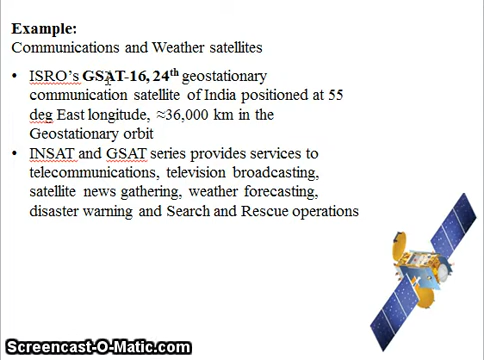 Example:
Communications and Weather satellites
• ISRO's GSAT-16, 24th geostationary
communication satellite of India positioned at 55
deg East longitude, ≈36,000 km in the
Geostationary orbit
• INSAT and GSAT series provides services to
telecommunications, television broadcasting,
satellite news gathering, weather forecasting,
disaster warning and Search and Rescue operations
Screencast-O-Matic.com